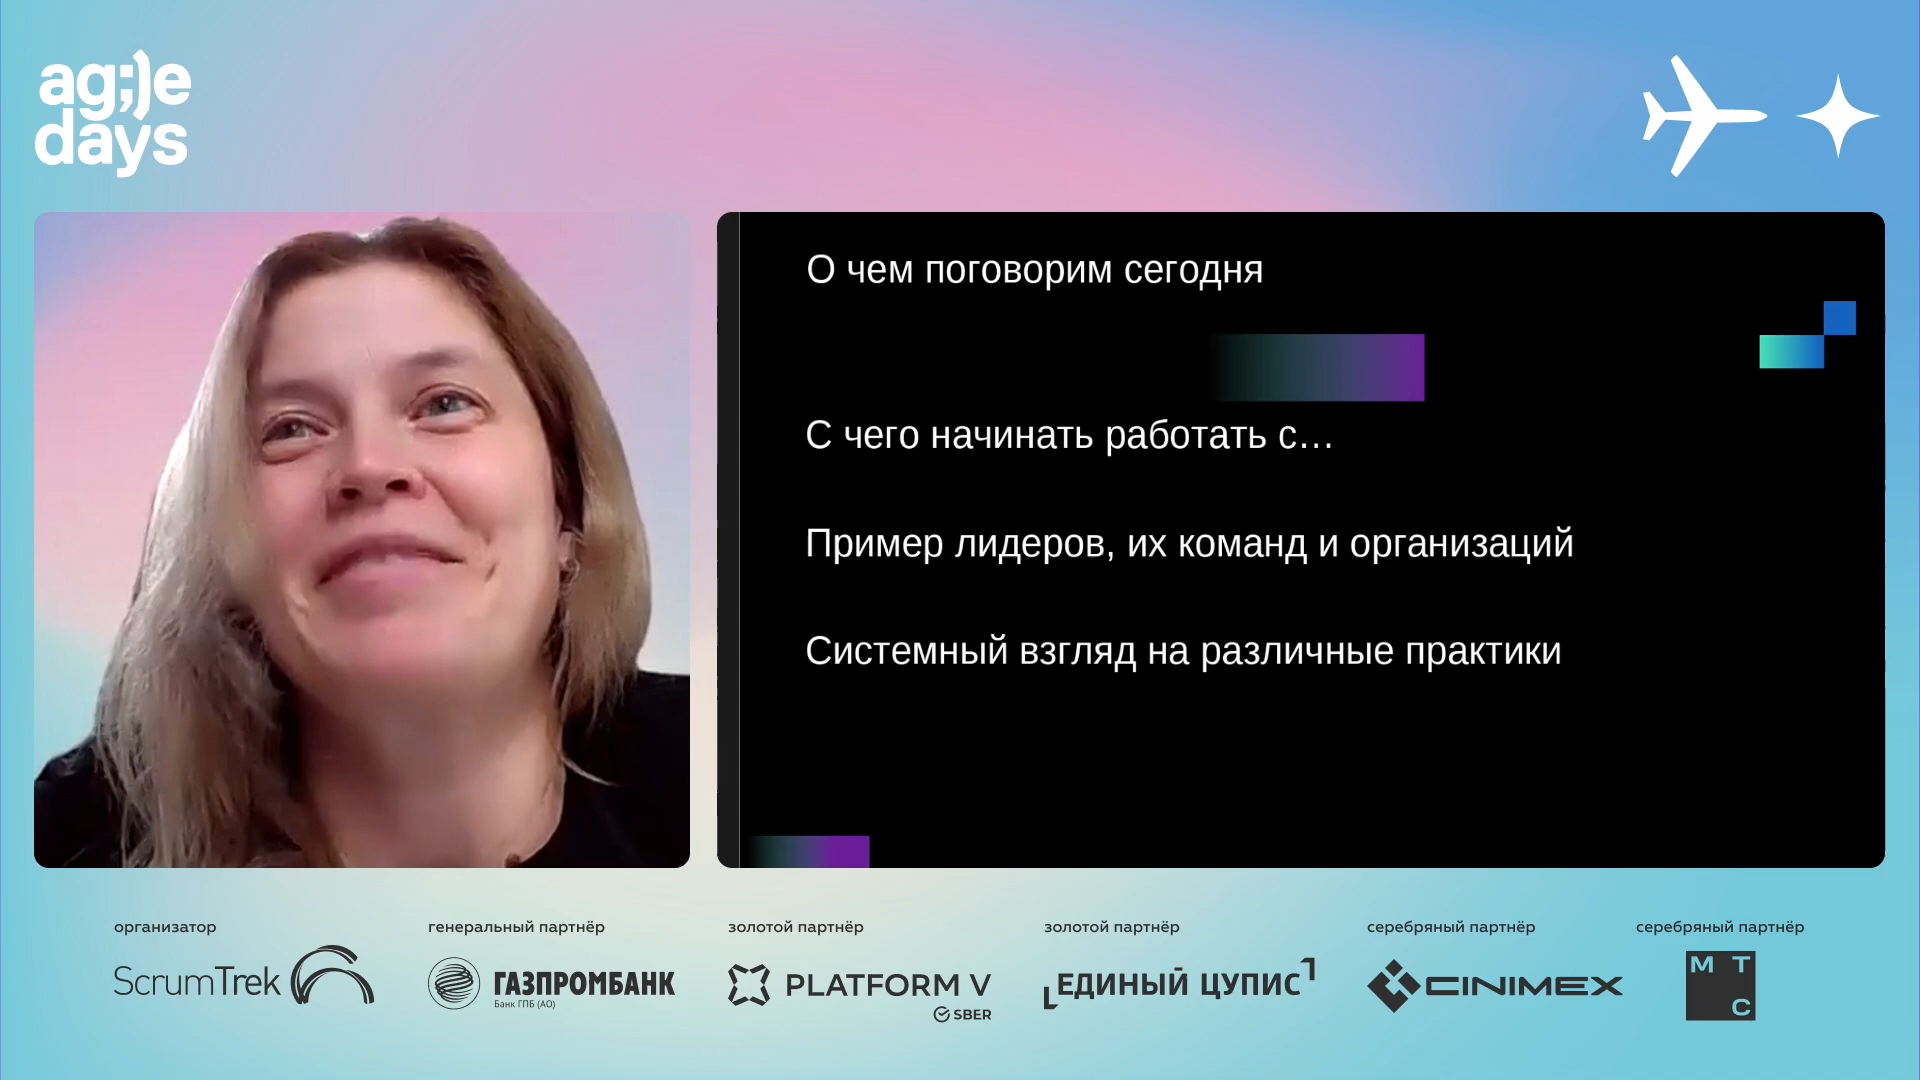 ag;le
days
О чем поговорим сегодня
С чего начинать работать с…
Пример лидеров, их команд и организаций
Системный взгляд на различные практики
организатор
ScrumTrek
генеральный партнёр
ГАЗПРОМБАНК
Банк ГПБ (АО)
золотой партнёр
PLATFORM V
SBER
золотой партнёр
ЕДИНЫЙ ЦУПИС
серебряный партнёр
CINIMEX
серебряный партнёр
М Т
С